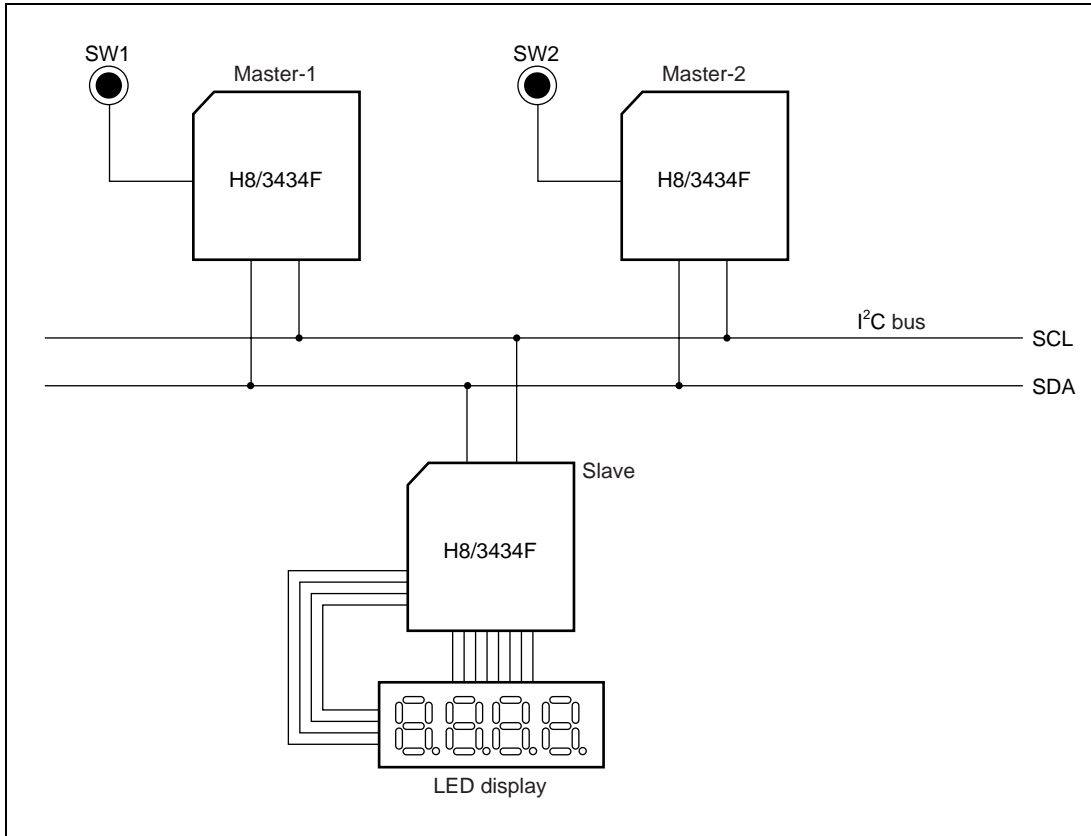 SW1
Master-1
H8/3434F
SW2
Master-2
H8/3434F
I²C bus
SCL
SDA
Slave
H8/3434F
LED display